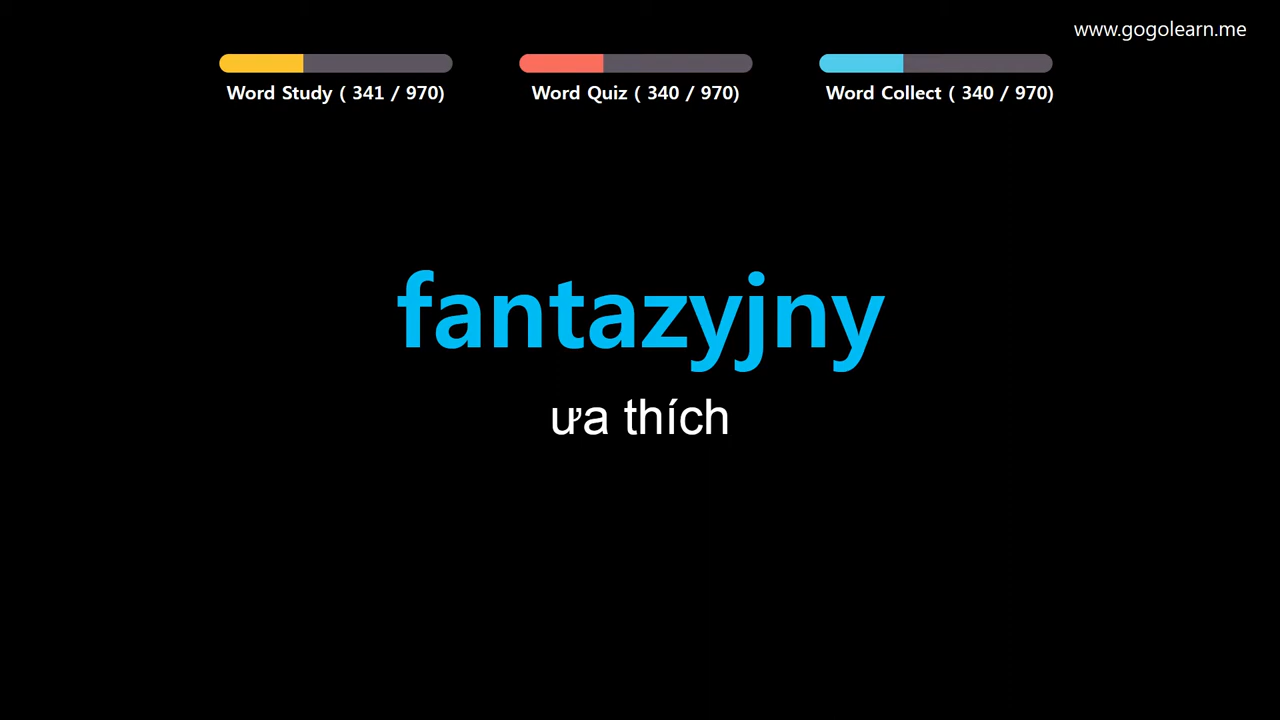 www.gogolearn.me
Word Study ( 341 / 970)
Word Quiz ( 340 / 970)
Word Collect ( 340 / 970)
fantazyjny
ưa thích